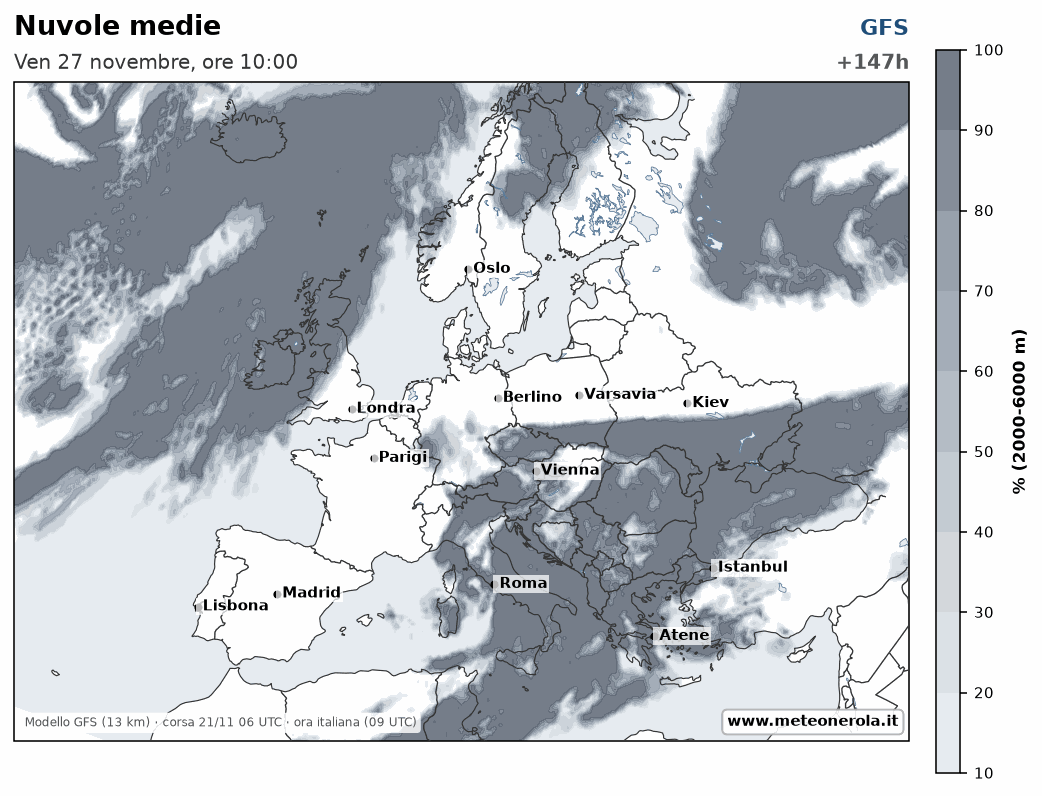 Nuvole medie
GFS
Ven 27 novembre, ore 10:00
+147h
100
90
80
70
60
50
40
30
20
10
% (2000-6000 m)
Oslo
Londra
Berlino
Varsavia
Kiev
Parigi
Vienna
Istanbul
Roma
Madrid
Lisbona
Atene
Modello GFS (13 km) · corsa 21/11 06 UTC · ora italiana (09 UTC)
www.meteonerola.it